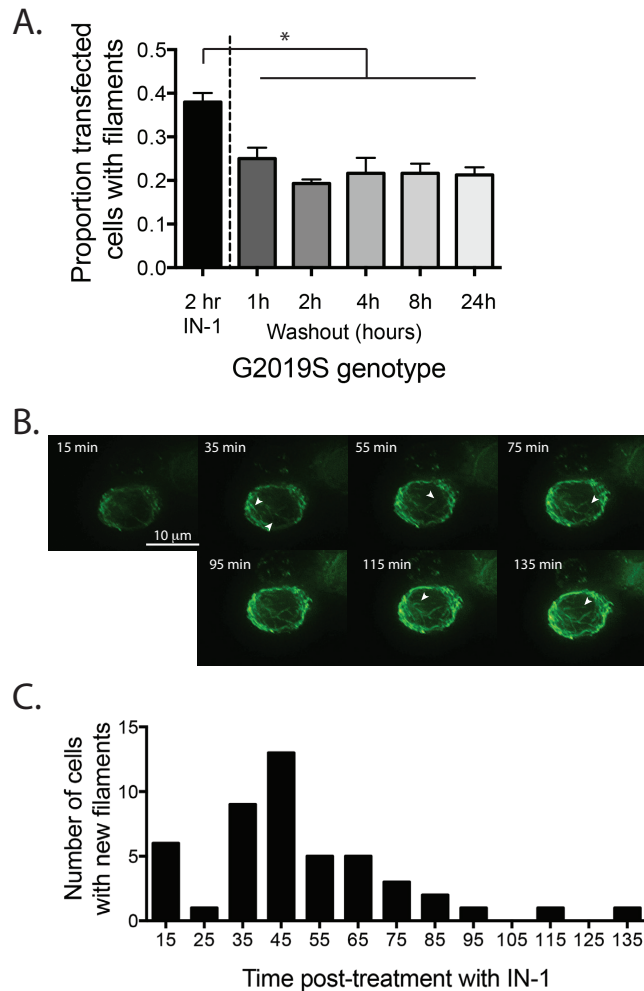 A.
*
Proportion transfected
cells with filaments
0.5
0.4
0.3
0.2
0.1
0.0
2 hr
IN-1
1h 2h 4h 8h 24h
Washout (hours)
G2019S genotype
B.
15 min
35 min
55 min
75 min
10 μm
95 min
115 min
135 min
C.
Number of cells
with new filaments
15
10
5
0
15 25 35 45 55 65 75 85 95 105 115 125 135
Time post-treatment with IN-1